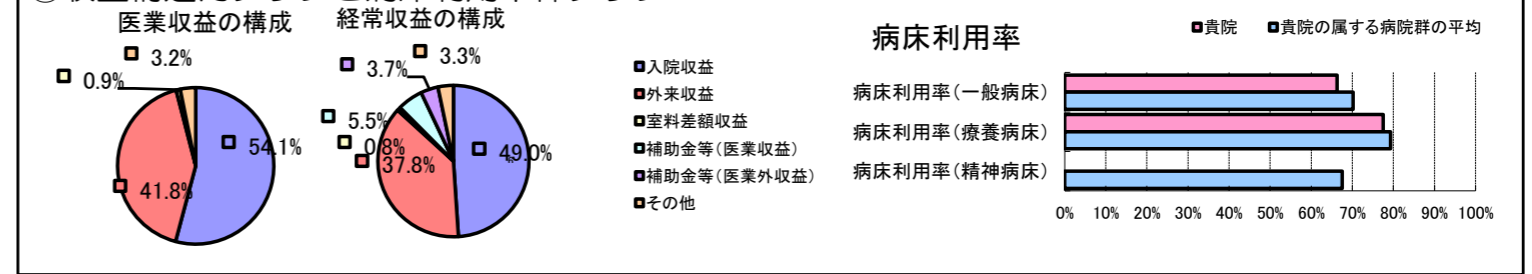 医業収益の構成
経常収益の構成
3.2%
0.9%
54.1%
41.8%
3.3%
3.7%
5.5%
0.8%
37.8%
49.0%
入院収益
外来収益
室料差額収益
補助金等(医業収益)
補助金等(医業外収益)
その他
病床利用率
貴院
貴院の属する病院群の平均
病床利用率(一般病床)
病床利用率(療養病床)
病床利用率(精神病床)
0% 10% 20% 30% 40% 50% 60% 70% 80% 90% 100%